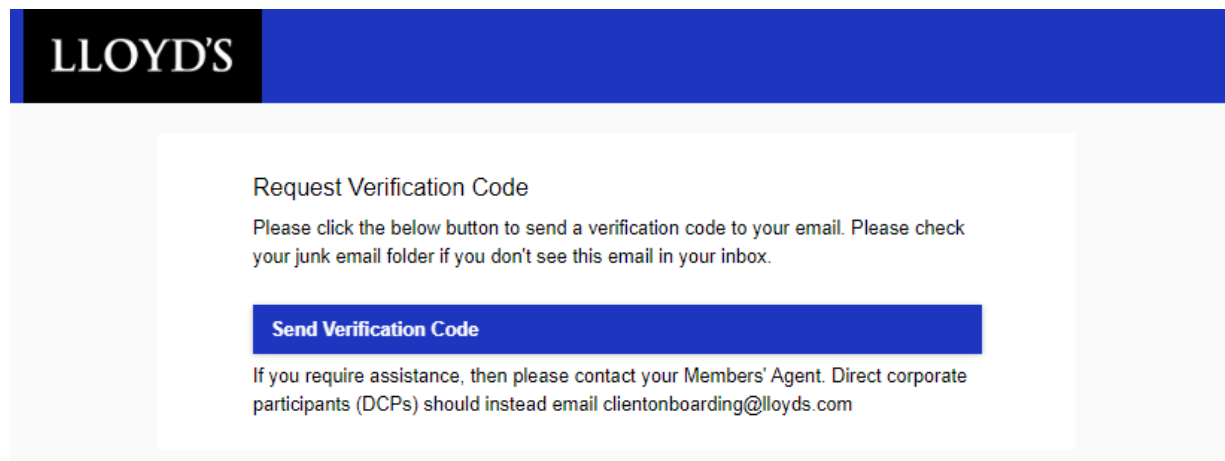 LLOYD'S
Request Verification Code
Please click the below button to send a verification code to your email. Please check
your junk email folder if you don't see this email in your inbox.
Send Verification Code
If you require assistance, then please contact your Members' Agent. Direct corporate
participants (DCPs) should instead email clientonboarding@lloyds.com